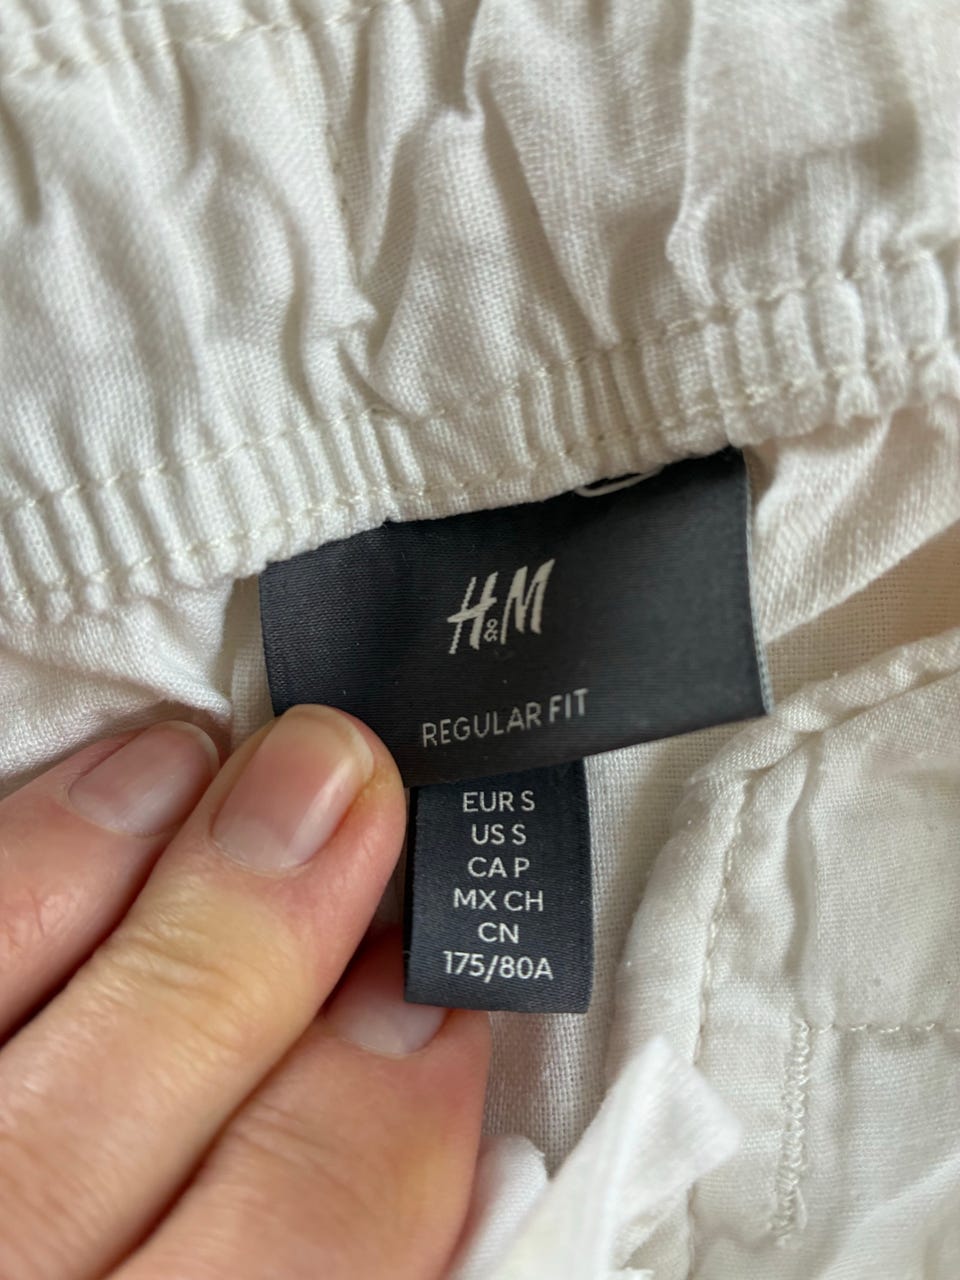 H&M
REGULAR FIT
EUR S
US S
CA P
MX CH
CN
175/80A